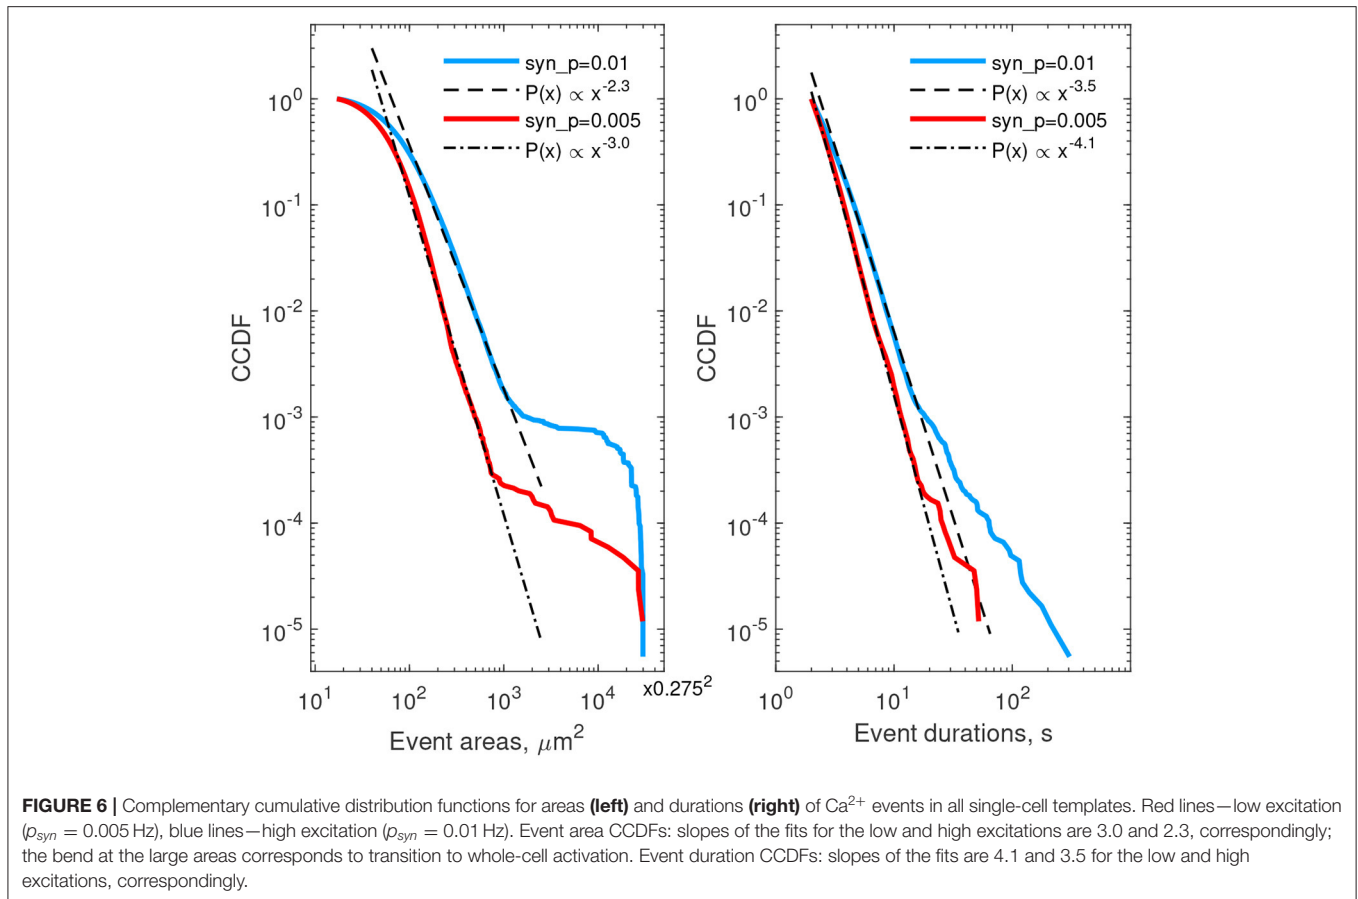 syn_p=0.01
P(x) ∝ x^-2.3
syn_p=0.005
P(x) ∝ x^-3.0
10^0
10^-1
10^-2
10^-3
10^-4
10^-5
CCDF
10^1 10^2 10^3 10^4 x0.275^2
Event areas, μm^2
syn_p=0.01
P(x) ∝ x^-3.5
syn_p=0.005
P(x) ∝ x^-4.1
10^0
10^-1
10^-2
10^-3
10^-4
10^-5
CCDF
10^0 10^1 10^2
Event durations, s
FIGURE 6 | Complementary cumulative distribution functions for areas (left) and durations (right) of Ca2+ events in all single-cell templates. Red lines—low excitation
(psyn = 0.005 Hz), blue lines—high excitation (psyn = 0.01 Hz). Event area CCDFs: slopes of the fits for the low and high excitations are 3.0 and 2.3, correspondingly;
the bend at the large areas corresponds to transition to whole-cell activation. Event duration CCDFs: slopes of the fits are 4.1 and 3.5 for the low and high
excitations, correspondingly.